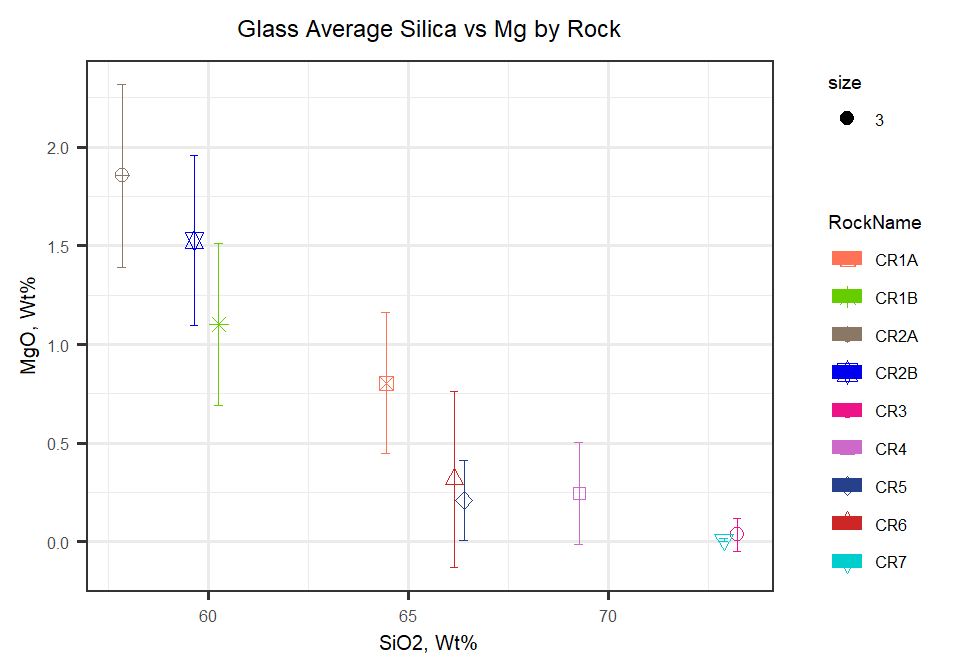 Glass Average Silica vs Mg by Rock
MgO, Wt%
2.0
1.5
1.0
0.5
0.0
60
65
70
SiO2, Wt%
size
3
RockName
CR1A
CR1B
CR2A
CR2B
CR3
CR4
CR5
CR6
CR7